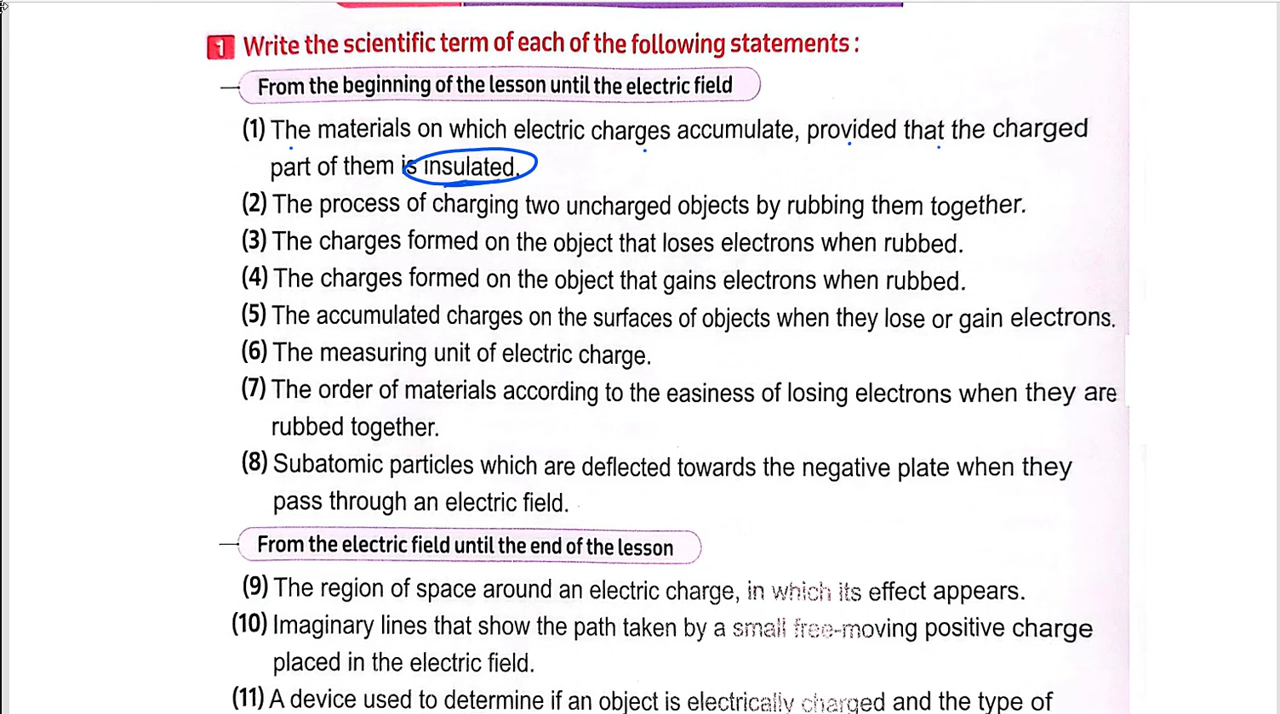 1 Write the scientific term of each of the following statements :
From the beginning of the lesson until the electric field
(1) The materials on which electric charges accumulate, provided that the charged
part of them is insulated.
(2) The process of charging two uncharged objects by rubbing them together.
(3) The charges formed on the object that loses electrons when rubbed.
(4) The charges formed on the object that gains electrons when rubbed.
(5) The accumulated charges on the surfaces of objects when they lose or gain electrons.
(6) The measuring unit of electric charge.
(7) The order of materials according to the easiness of losing electrons when they are
rubbed together.
(8) Subatomic particles which are deflected towards the negative plate when they
pass through an electric field.
From the electric field until the end of the lesson
(9) The region of space around an electric charge, in which its effect appears.
(10) Imaginary lines that show the path taken by a small free-moving positive charge
placed in the electric field.
(11) A device used to determine if an object is electrically charged and the type of